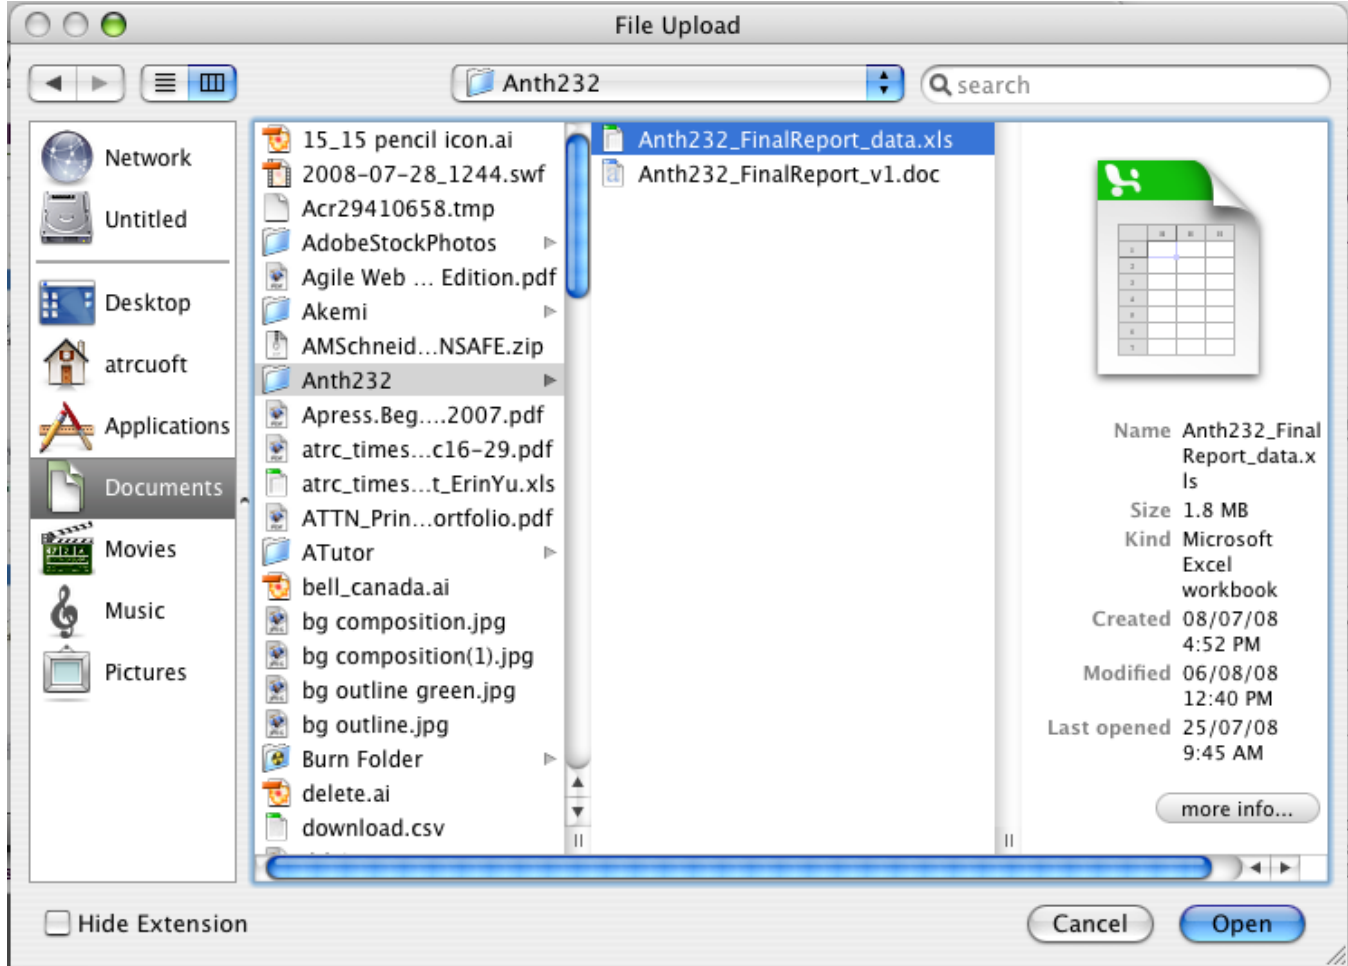 File Upload
Anth232
search
Network
Untitled
Desktop
atrcuoft
Applications
Documents
Movies
Music
Pictures
15_15 pencil icon.ai
2008-07-28_1244.swf
Acr29410658.tmp
AdobeStockPhotos
Agile Web ... Edition.pdf
Akemi
AMSchneid...NSAFE.zip
Anth232
Apress.Beg....2007.pdf
atrc_times...c16-29.pdf
atrc_times...t_ErinYu.xls
ATTN_Prin...ortfolio.pdf
ATutor
bell_canada.ai
bg composition.jpg
bg composition(1).jpg
bg outline green.jpg
bg outline.jpg
Burn Folder
delete.ai
download.csv
Anth232_FinalReport_data.xls
Anth232_FinalReport_v1.doc
Name Anth232_Final
Report_data.x
ls
Size 1.8 MB
Kind Microsoft
Excel
workbook
Created 08/07/08
4:52 PM
Modified 06/08/08
12:40 PM
Last opened 25/07/08
9:45 AM
more info...
Hide Extension
Cancel
Open